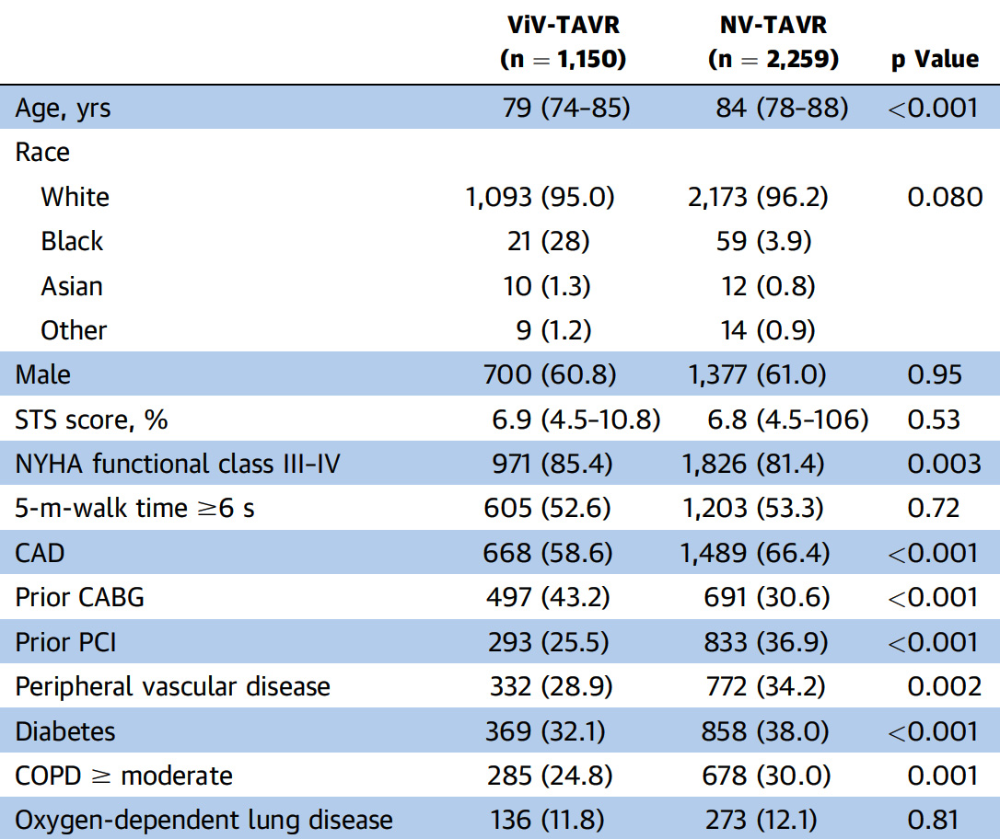 ViV-TAVR NV-TAVR
(n = 1,150) (n = 2,259) p Value
Age, yrs 79 (74–85) 84 (78–88) <0.001
Race
White 1,093 (95.0) 2,173 (96.2) 0.080
Black 21 (28) 59 (3.9)
Asian 10 (1.3) 12 (0.8)
Other 9 (1.2) 14 (0.9)
Male 700 (60.8) 1,377 (61.0) 0.95
STS score, % 6.9 (4.5–10.8) 6.8 (4.5–106) 0.53
NYHA functional class III–IV 971 (85.4) 1,826 (81.4) 0.003
5-m-walk time ≥6 s 605 (52.6) 1,203 (53.3) 0.72
CAD 668 (58.6) 1,489 (66.4) <0.001
Prior CABG 497 (43.2) 691 (30.6) <0.001
Prior PCI 293 (25.5) 833 (36.9) <0.001
Peripheral vascular disease 332 (28.9) 772 (34.2) 0.002
Diabetes 369 (32.1) 858 (38.0) <0.001
COPD ≥ moderate 285 (24.8) 678 (30.0) 0.001
Oxygen-dependent lung disease 136 (11.8) 273 (12.1) 0.81